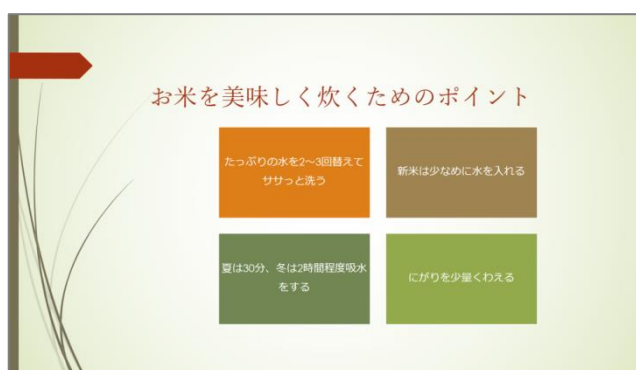 お米を美味しく炊くためのポイント
たっぷりの水を2～3回替えて
ササっと洗う
新米は少なめに水を入れる
夏は30分、冬は2時間程度吸水
をする
にがりを少量くわえる